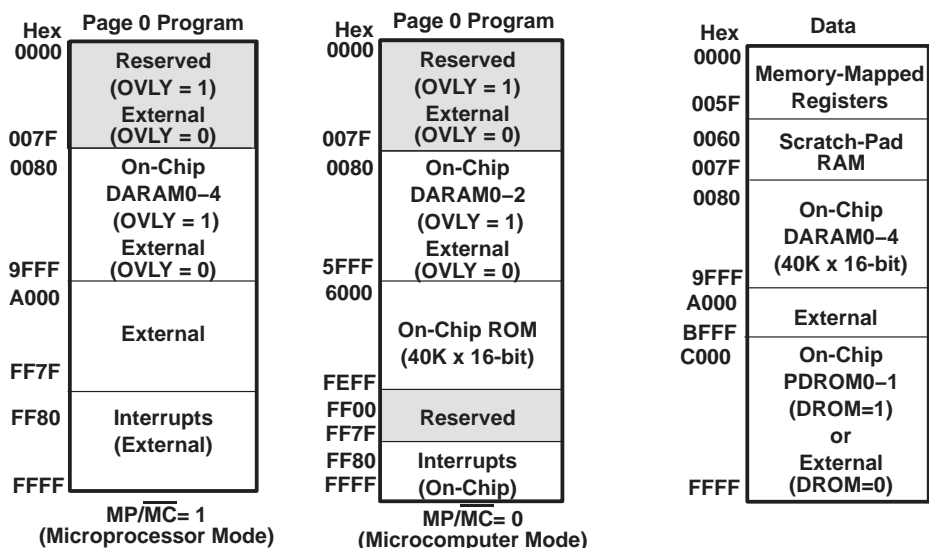 Page 0 Program
Hex
0000
Reserved
(OVLY = 1)
External
(OVLY = 0)
007F
0080
On-Chip
DARAM0−4
(OVLY = 1)
External
(OVLY = 0)
9FFF
A000
External
FF7F
FF80
Interrupts
(External)
FFFF
MP/MC= 1
(Microprocessor Mode)
Page 0 Program
Hex
0000
Reserved
(OVLY = 1)
External
(OVLY = 0)
007F
0080
On-Chip
DARAM0−2
(OVLY = 1)
External
(OVLY = 0)
5FFF
6000
On-Chip ROM
(40K x 16-bit)
FEFF
FF00
Reserved
FF7F
FF80
Interrupts
(On-Chip)
FFFF
MP/MC= 0
(Microcomputer Mode)
Data
Hex
0000
Memory-Mapped
Registers
005F
0060
Scratch-Pad
RAM
007F
0080
On-Chip
DARAM0−4
(40K x 16-bit)
9FFF
A000
External
BFFF
C000
On-Chip
PDROM0-1
(DROM=1)
or
External
(DROM=0)
FFFF